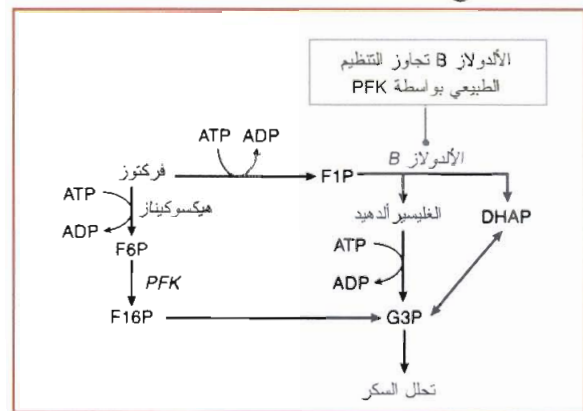 الألدولاز B تجاوز التنظيم
الطبيعي بواسطة PFK
ATP ADP
الألدولاز B
فركتوز
F1P
ATP
هيكسوكيناز
الغليسيرألدهيد
DHAP
ADP
F6P
ATP
PFK
ADP
F16P
G3P
تحلل السكر